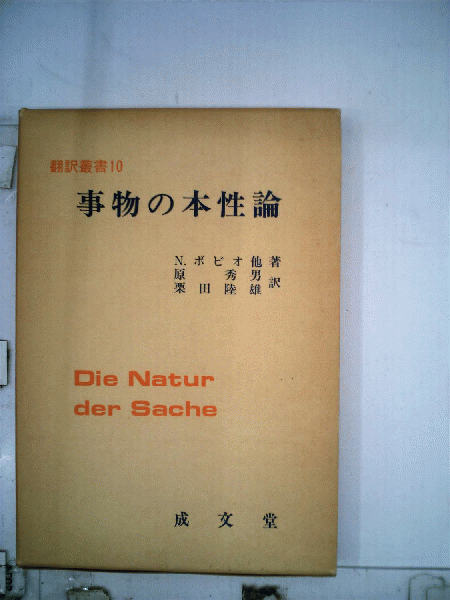 翻訳叢書10
事物の本性論
N.ボビオ他著
原秀男
栗田陸雄
訳
Die Natur
der Sache
成文堂